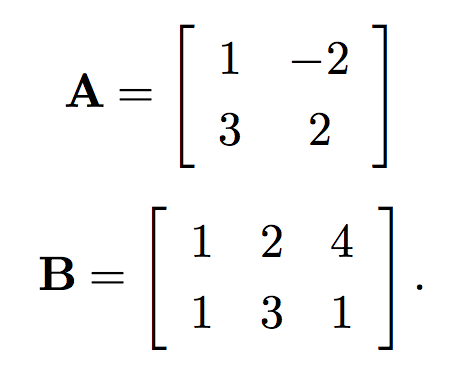 A = [ 1 −2
3 2 ]
B = [ 1 2 4
1 3 1 ] .